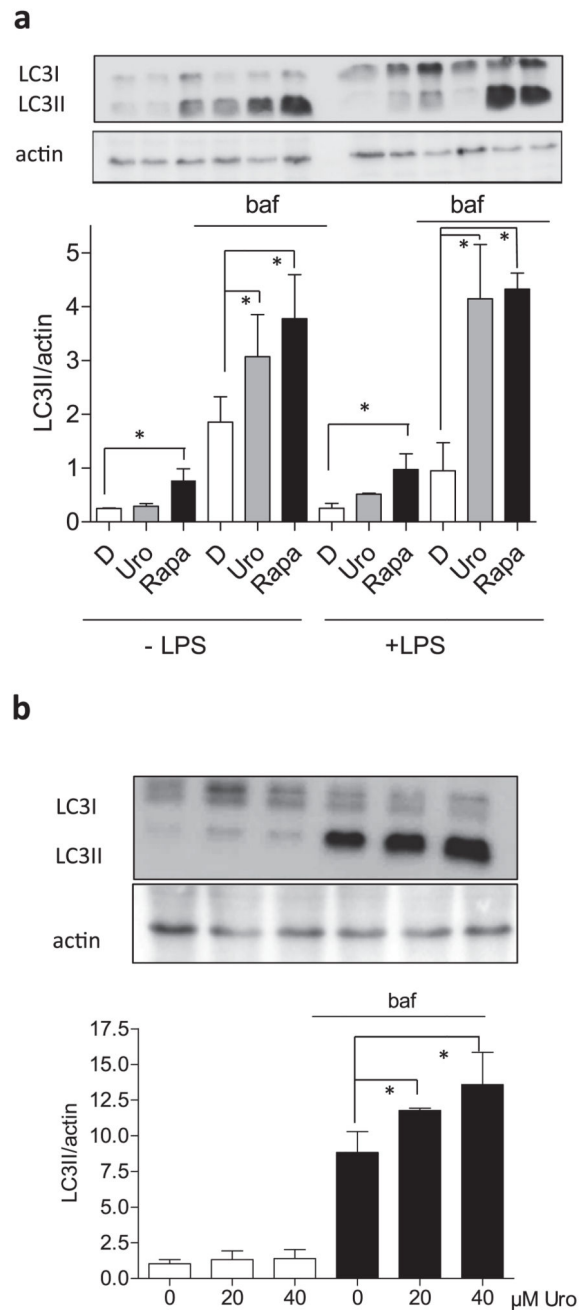 a
LC3I
LC3II
actin
baf baf
LC3II/actin
5
4
3
2
1
0
* * * * * *
D Uro Rapa D Uro Rapa D Uro Rapa D Uro Rapa
- LPS +LPS
b
LC3I
LC3II
actin
baf
LC3II/actin
17.5
15.0
12.5
10.0
7.5
5.0
2.5
0.0
* *
0 20 40 0 20 40 µM Uro